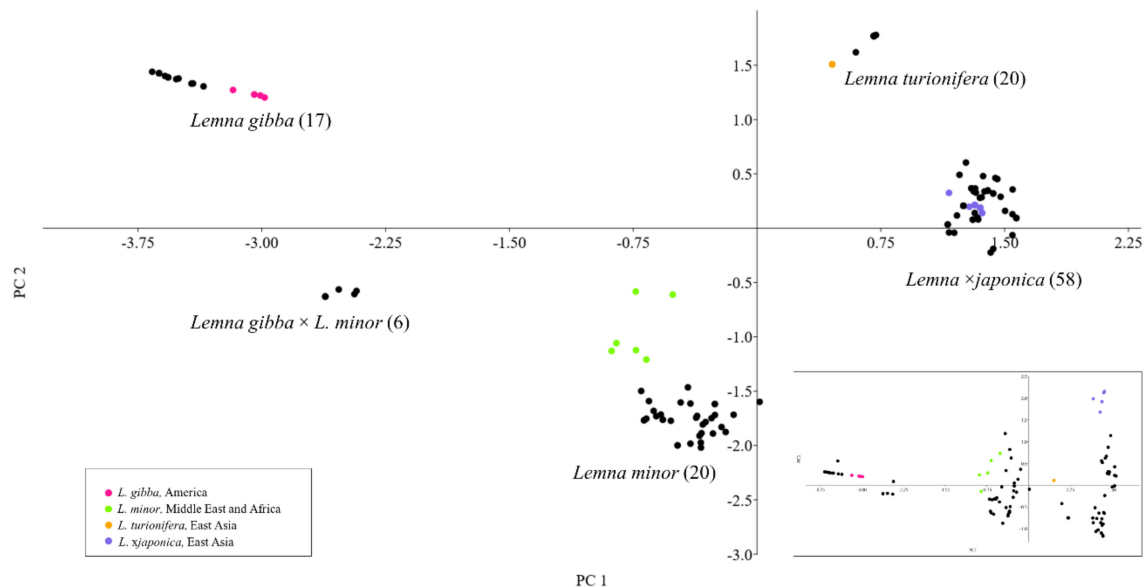 1.5
Lemna turionifera (20)
1.0
Lemna gibba (17)
0.5
-3.75 -3.00 -2.25 -1.50 -0.75 0.75 1.50 2.25
PC 2
-0.5
Lemna ×japonica (58)
Lemna gibba × L. minor (6)
-1.0
-1.5
-2.0
Lemna minor (20)
-2.5
-3.0
L. gibba, America
L. minor, Middle East and Africa
L. turionifera, East Asia
L. xjaponica, East Asia
PC 1